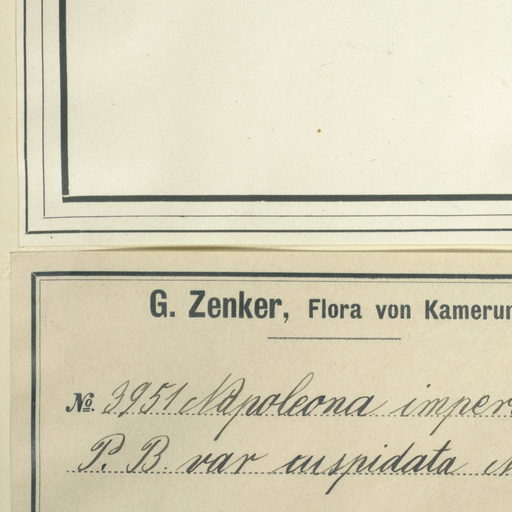 G. Zenker, Flora von Kamerun
№. 3951 Napoleona imper
P. B. var cuspidata